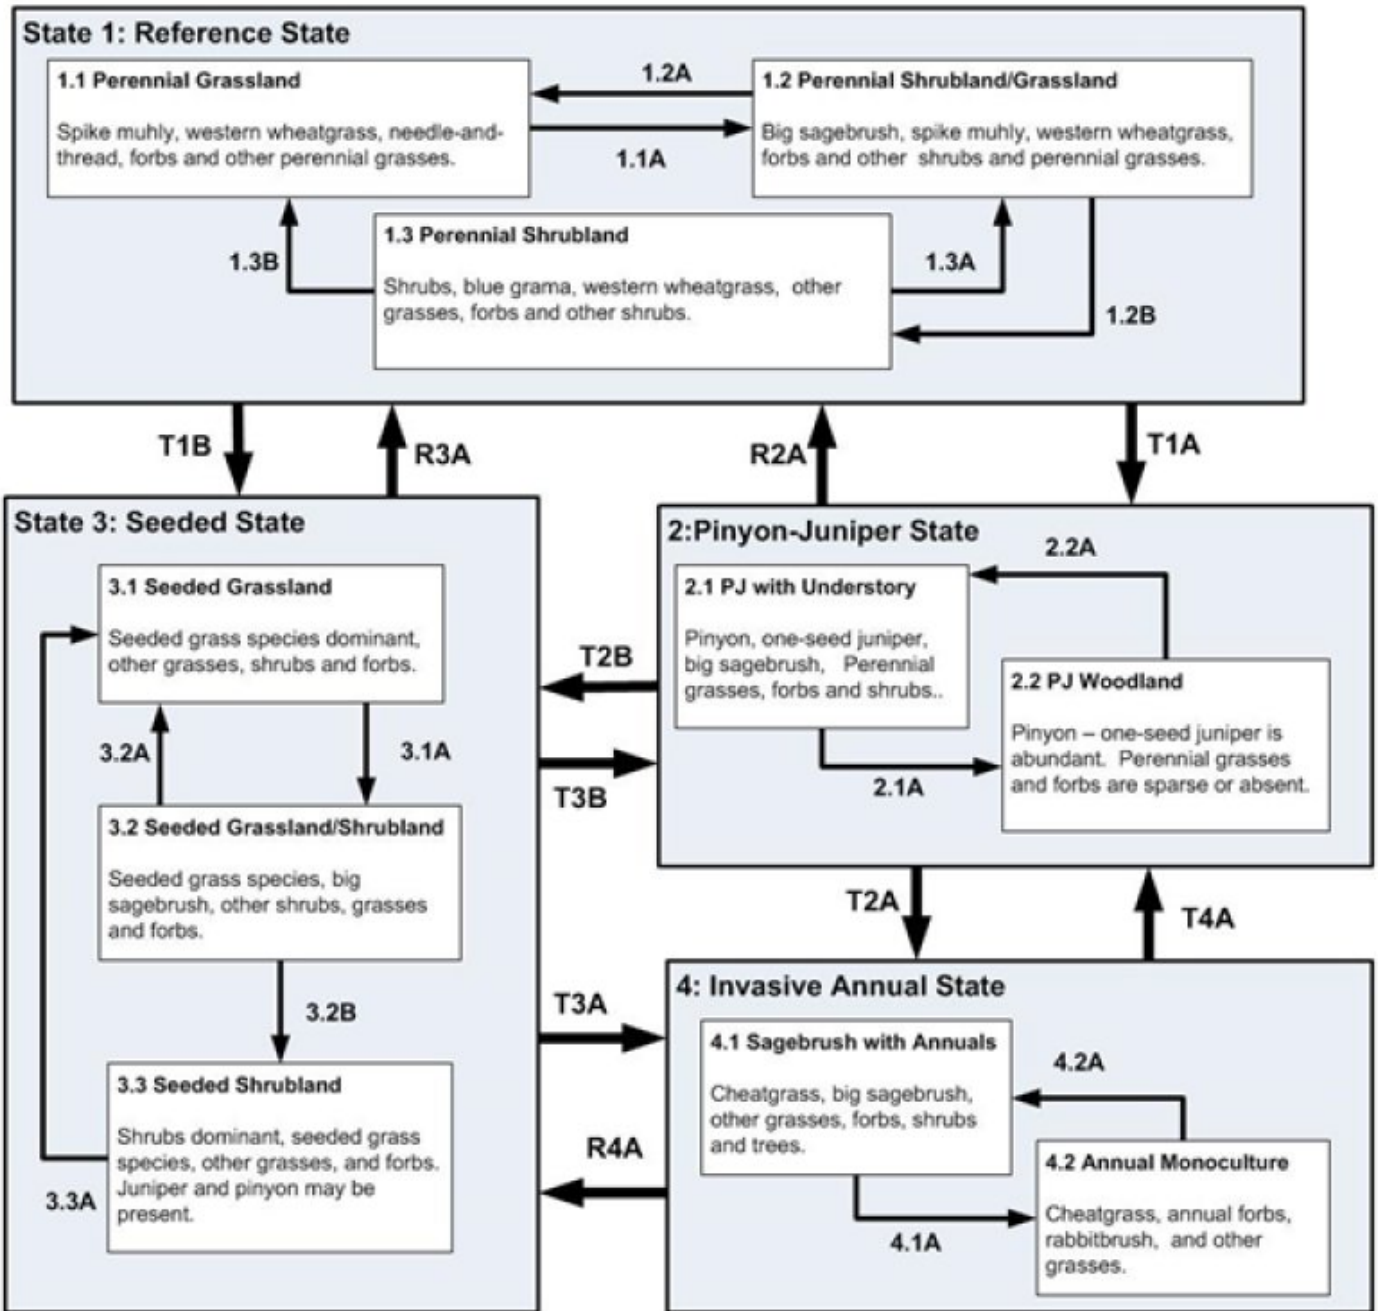 State 1: Reference State
1.1 Perennial Grassland
Spike muhly, western wheatgrass, needle-and-
thread, forbs and other perennial grasses.
1.2A
1.1A
1.2 Perennial Shrubland/Grassland
Big sagebrush, spike muhly, western wheatgrass,
forbs and other shrubs and perennial grasses.
1.3B
1.3 Perennial Shrubland
Shrubs, blue grama, western wheatgrass, other
grasses, forbs and other shrubs.
1.3A
1.2B
T1B
R3A
R2A
T1A
State 3: Seeded State
3.1 Seeded Grassland
Seeded grass species dominant,
other grasses, shrubs and forbs.
3.2A
3.1A
3.2 Seeded Grassland/Shrubland
Seeded grass species, big
sagebrush, other shrubs, grasses
and forbs.
3.2B
3.3 Seeded Shrubland
Shrubs dominant, seeded grass
species, other grasses, and forbs.
Juniper and pinyon may be
present.
3.3A
T2B
T3B
2:Pinyon-Juniper State
2.2A
2.1 PJ with Understory
Pinyon, one-seed juniper,
big sagebrush, Perennial
grasses, forbs and shrubs..
2.2 PJ Woodland
Pinyon – one-seed juniper is
abundant. Perennial grasses
and forbs are sparse or absent.
2.1A
T2A
T4A
T3A
R4A
4: Invasive Annual State
4.1 Sagebrush with Annuals
Cheatgrass, big sagebrush,
other grasses, forbs, shrubs
and trees.
4.2A
4.2 Annual Monoculture
Cheatgrass, annual forbs,
rabbitbrush, and other
grasses.
4.1A